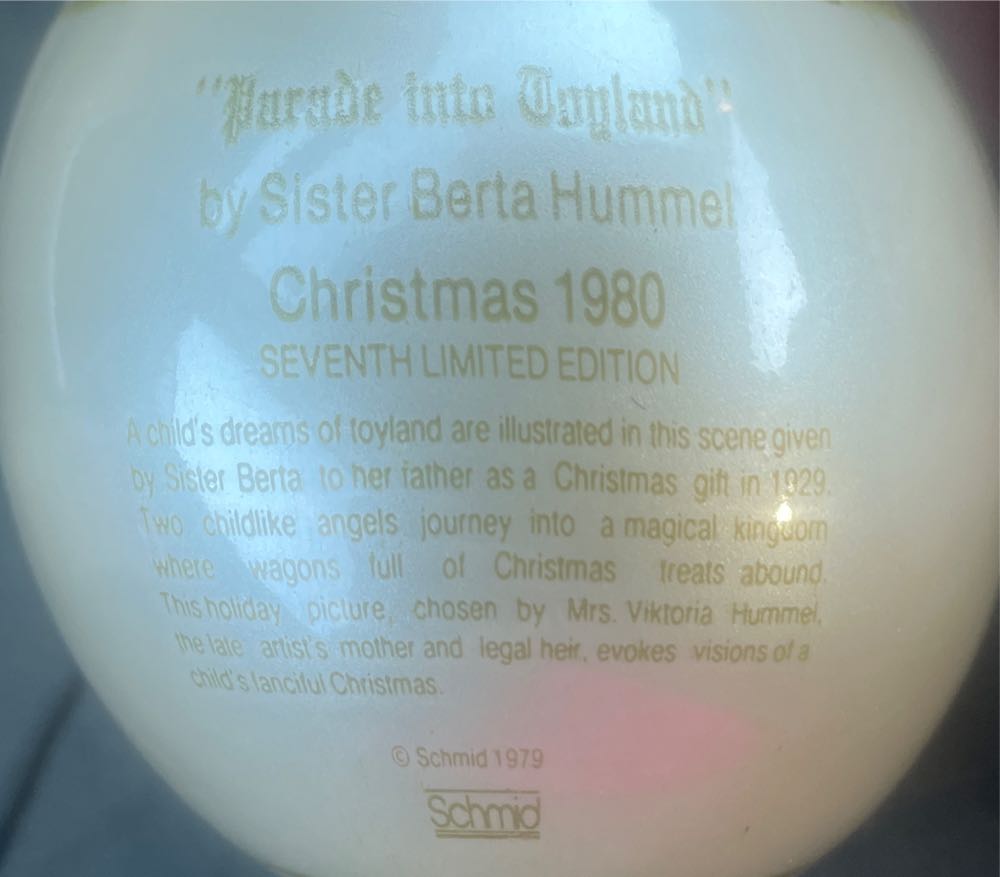 "Parade into Toyland"
by Sister Berta Hummel
Christmas 1980
SEVENTH LIMITED EDITION
A child's dreams of toyland are illustrated in this scene given
by Sister Berta to her father as a Christmas gift in 1929.
Two childlike angels journey into a magical kingdom
where wagons full of Christmas treats abound.
This holiday picture, chosen by Mrs. Viktoria Hummel,
the late artist's mother and legal heir, evokes visions of a
child's fanciful Christmas.
© Schmid 1979
Schmid